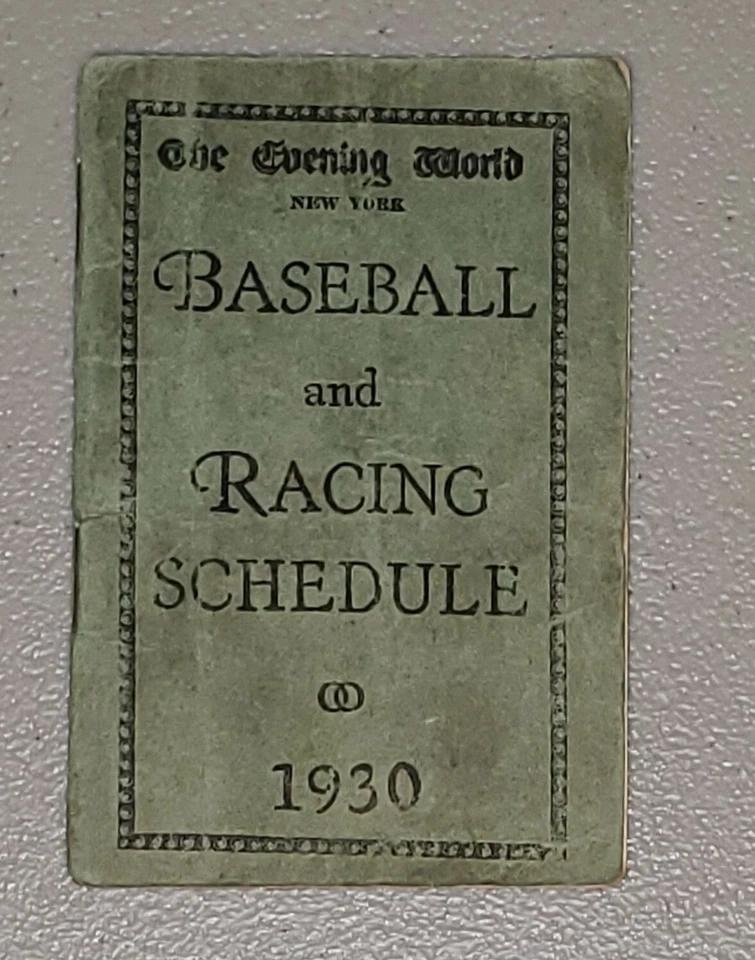 The Evening World
NEW YORK
BASEBALL
and
RACING
SCHEDULE
1930